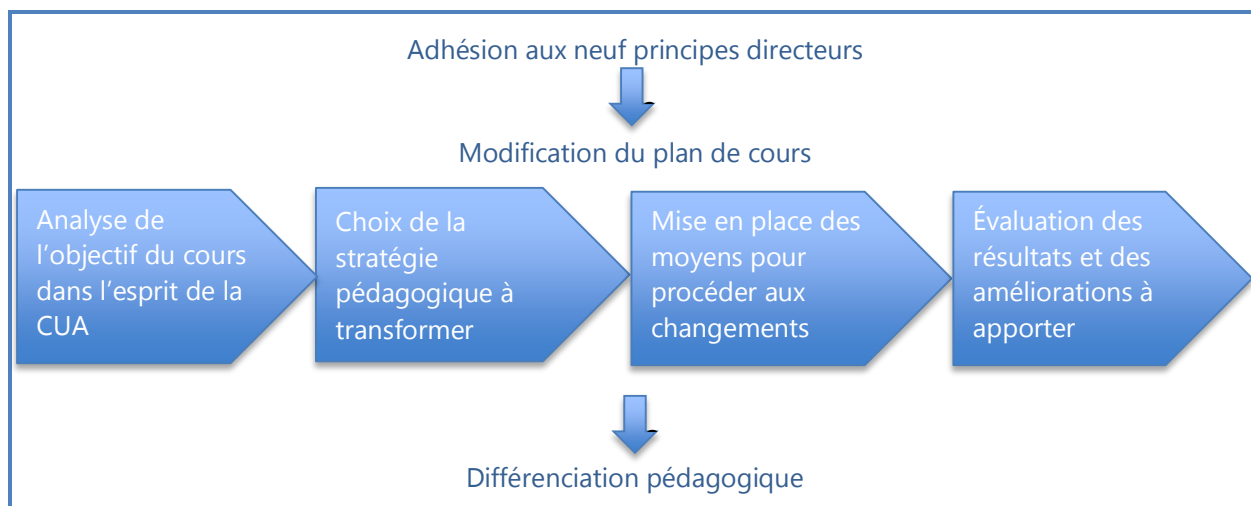 Adhésion aux neuf principes directeurs
Modification du plan de cours
Analyse de
l'objectif du cours
dans l'esprit de la
CUA
Choix de la
stratégie
pédagogique à
transformer
Mise en place des
moyens pour
procéder aux
changements
Évaluation des
résultats et des
améliorations à
apporter
Différenciation pédagogique